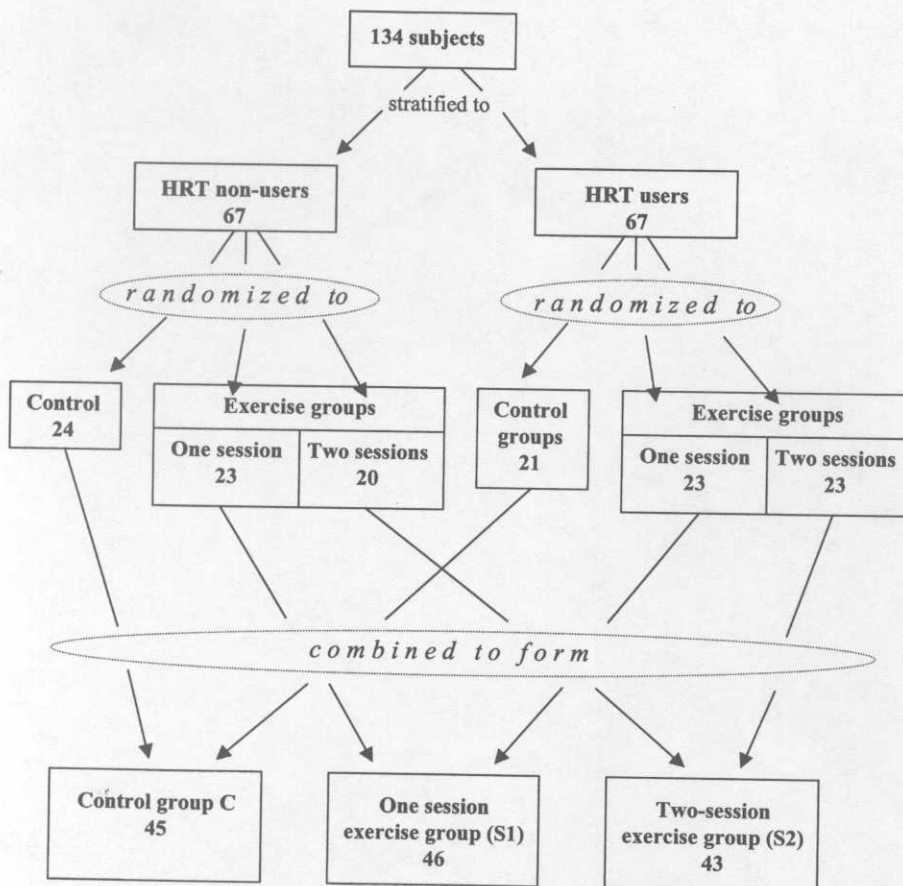 134 subjects
stratified to
HRT non-users
67
HRT users
67
randomized to
randomized to
Control
24
Exercise groups
One session
23
Two sessions
20
Control
groups
21
Exercise groups
One session
23
Two sessions
23
combined to form
Control group C
45
One session
exercise group (S1)
46
Two-session
exercise group (S2)
43